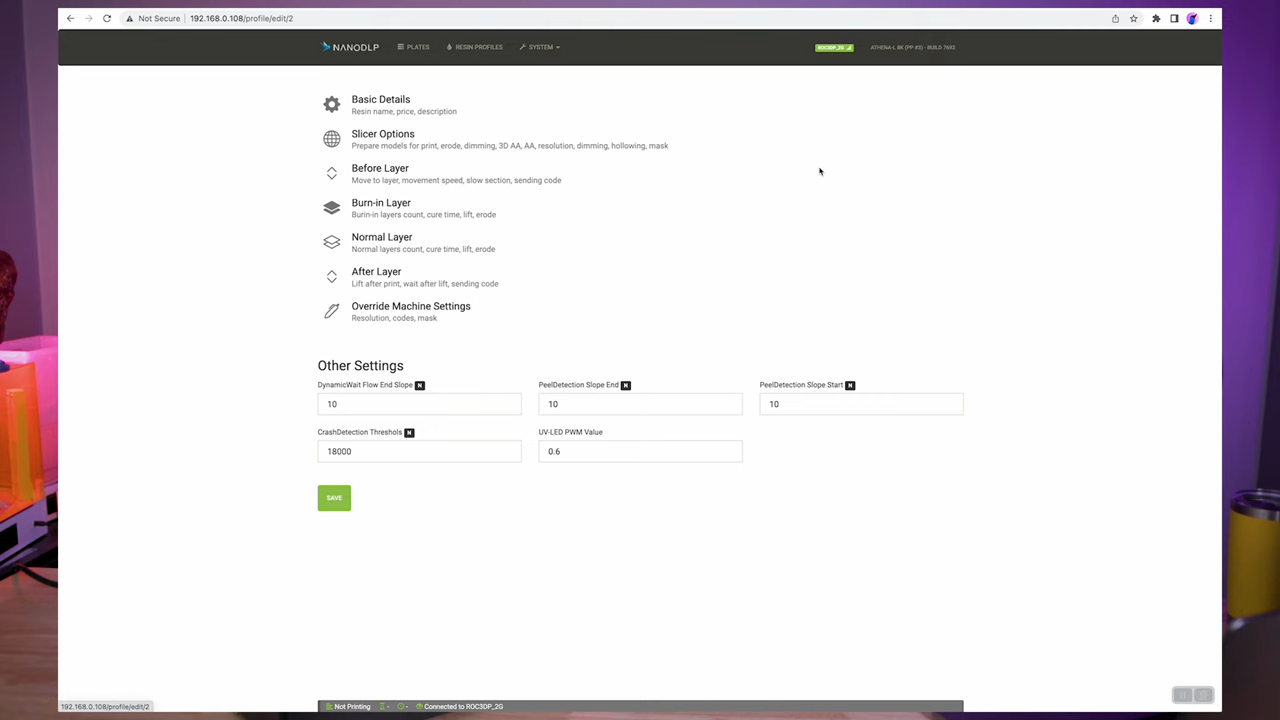 Not Secure
192.168.0.108/profile/edit/2
NANODLP
PLATES
RESIN PROFILES
SYSTEM
ROC3DP_2G
ATHENA-L 8K (PP #3) - BUILD 7692
Basic Details
Resin name, price, description
Slicer Options
Prepare models for print, erode, dimming, 3D AA, AA, resolution, dimming, hollowing, mask
Before Layer
Move to layer, movement speed, slow section, sending code
Burn-in Layer
Burin-in layers count, cure time, lift, erode
Normal Layer
Normal layers count, cure time, lift, erode
After Layer
Lift after print, wait after lift, sending code
Override Machine Settings
Resolution, codes, mask
Other Settings
DynamicWait Flow End Slope N
PeelDetection Slope End N
PeelDetection Slope Start N
10
10
10
CrashDetection Threshols N
UV-LED PWM Value
18000
0.6
SAVE
192.168.0.108/profile/edit/2
Not Printing
-
-
Connected to ROC3DP_2G